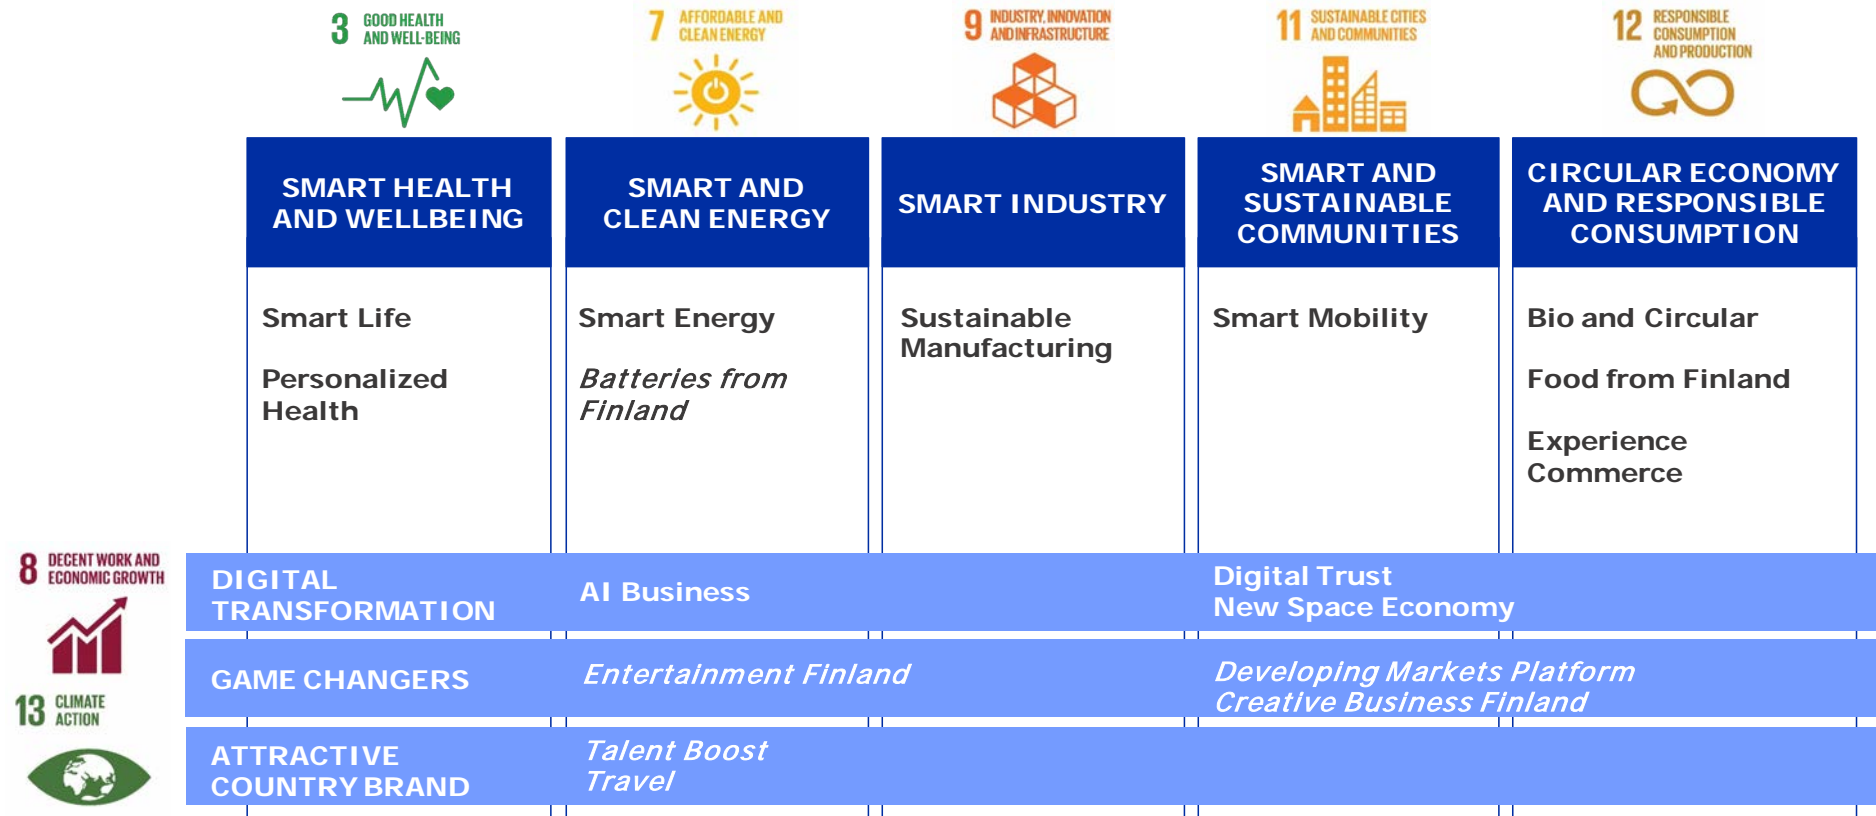 3 GOOD HEALTH
AND WELL-BEING
7 AFFORDABLE AND
CLEAN ENERGY
9 INDUSTRY, INNOVATION
AND INFRASTRUCTURE
11 SUSTAINABLE CITIES
AND COMMUNITIES
12 RESPONSIBLE
CONSUMPTION
AND PRODUCTION
SMART HEALTH
AND WELLBEING
SMART AND
CLEAN ENERGY
SMART INDUSTRY
SMART AND
SUSTAINABLE
COMMUNITIES
CIRCULAR ECONOMY
AND RESPONSIBLE
CONSUMPTION
Smart Life
Personalized
Health
Smart Energy
Batteries from
Finland
Sustainable
Manufacturing
Smart Mobility
Bio and Circular
Food from Finland
Experience
Commerce
8 DECENT WORK AND
ECONOMIC GROWTH
13 CLIMATE
ACTION
DIGITAL
TRANSFORMATION
AI Business
Digital Trust
New Space Economy
GAME CHANGERS
Entertainment Finland
Developing Markets Platform
Creative Business Finland
ATTRACTIVE
COUNTRY BRAND
Talent Boost
Travel